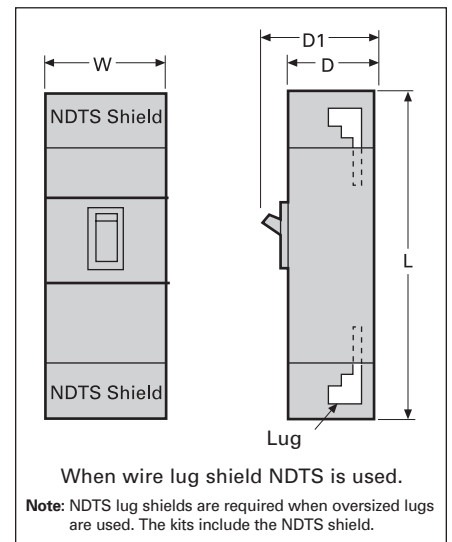 D1
W
D
NDTS Shield
L
NDTS Shield
Lug
When wire lug shield NDTS is used.
Note: NDTS lug shields are required when oversized lugs
are used. The kits include the NDTS shield.